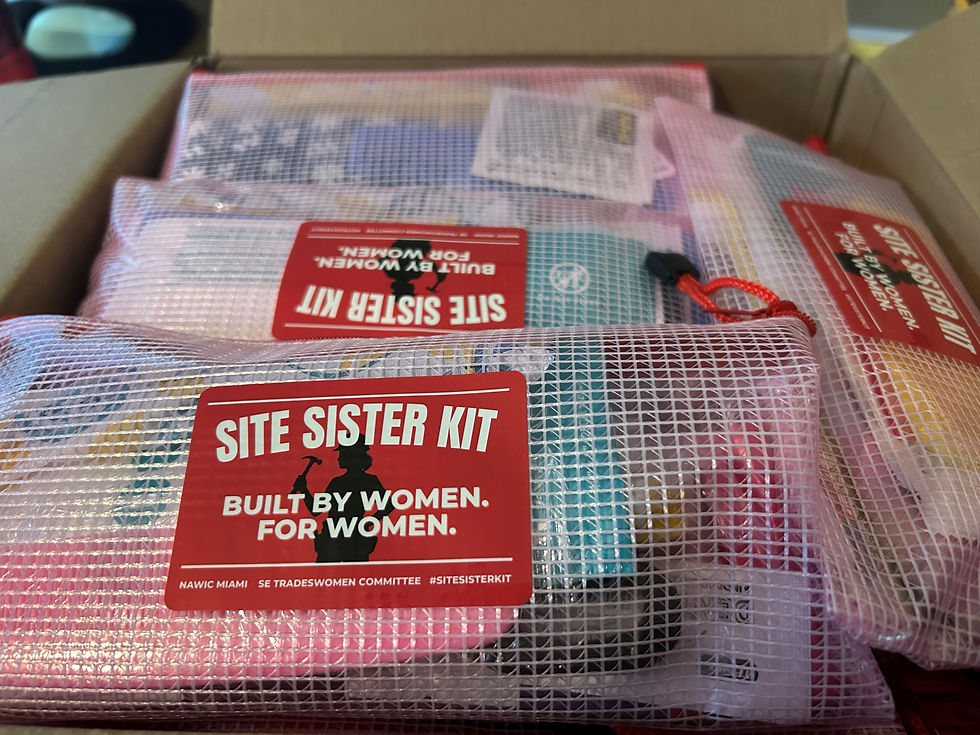 SITE SISTER KIT
BUILT BY WOMEN.
FOR WOMEN.
NAWIC MIAMI SE TRADESWOMEN COMMITTEE #SITESISTERKIT
SITE SISTER KIT
BUILT BY WOMEN.
FOR WOMEN.
SITE SISTER KIT
BUILT BY WOMEN.
FOR WOMEN.